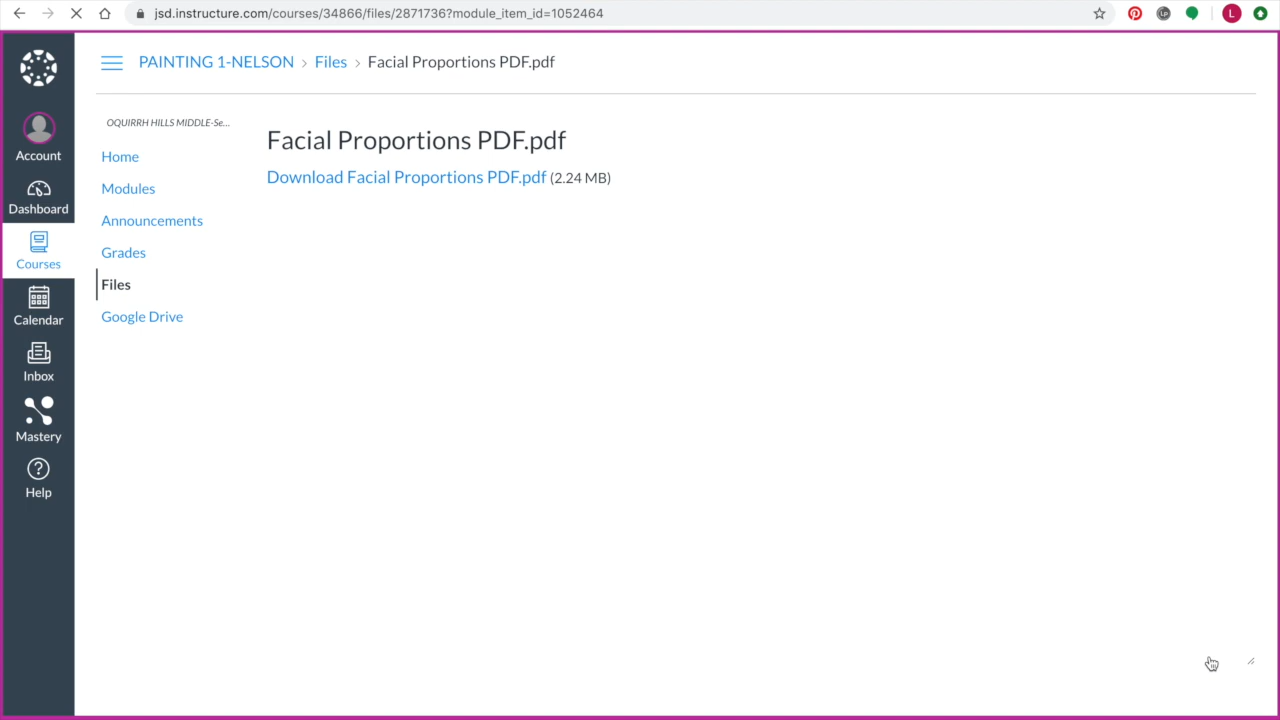 jsd.instructure.com/courses/34866/files/2871736?module_item_id=1052464
L
PAINTING 1-NELSON > Files > Facial Proportions PDF.pdf
OQUIRRH HILLS MIDDLE-Se...
Home
Modules
Announcements
Grades
Files
Google Drive
Account
Dashboard
Courses
Calendar
Inbox
Mastery
Help
Facial Proportions PDF.pdf
Download Facial Proportions PDF.pdf (2.24 MB)